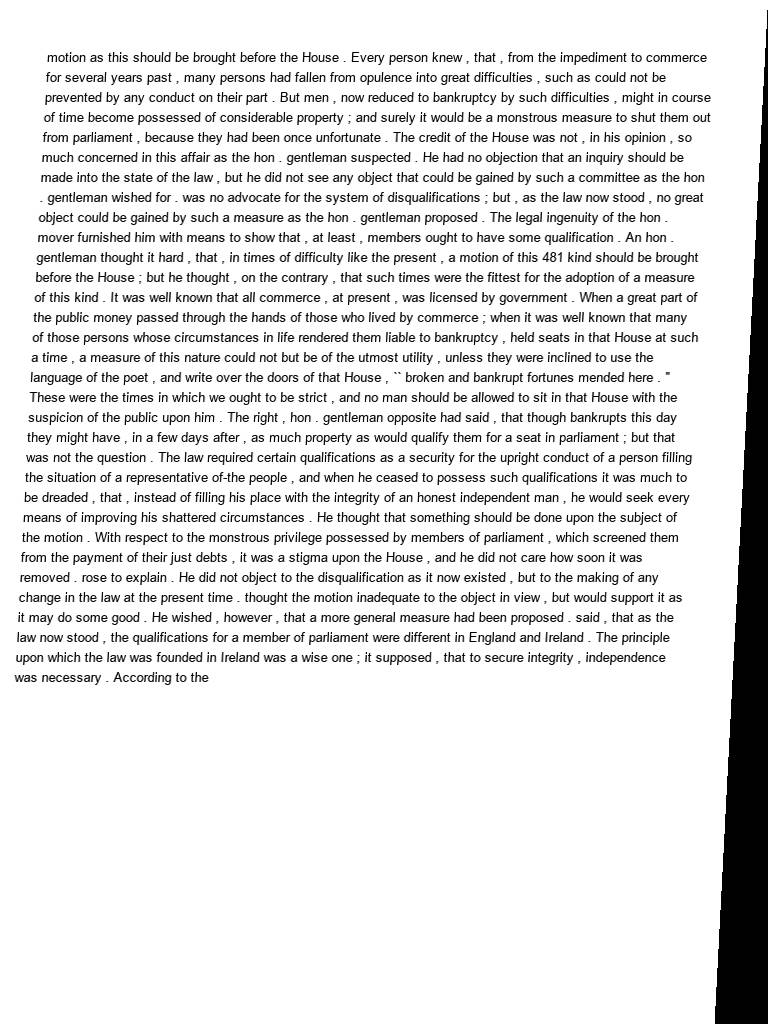 motion as this should be brought before the House . Every person knew , that , from the impediment to commerce
for several years past , many persons had fallen from opulence into great difficulties , such as could not be
prevented by any conduct on their part . But men , now reduced to bankruptcy by such difficulties , might in course
of time become possessed of considerable property ; and surely it would be a monstrous measure to shut them out
from parliament , because they had been once unfortunate . The credit of the House was not , in his opinion , so
much concerned in this affair as the hon . gentleman suspected . He had no objection that an inquiry should be
made into the state of the law , but he did not see any object that could be gained by such a committee as the hon
. gentleman wished for . was no advocate for the system of disqualifications ; but , as the law now stood , no great
object could be gained by such a measure as the hon . gentleman proposed . The legal ingenuity of the hon .
mover furnished him with means to show that , at least , members ought to have some qualification . An hon .
gentleman thought it hard , that , in times of difficulty like the present , a motion of this 481 kind should be brought
before the House ; but he thought , on the contrary , that such times were the fittest for the adoption of a measure
of this kind . It was well known that all commerce , at present , was licensed by government . When a great part of
the public money passed through the hands of those who lived by commerce ; when it was well known that many
of those persons whose circumstances in life rendered them liable to bankruptcy , held seats in that House at such
a time , a measure of this nature could not but be of the utmost utility , unless they were inclined to use the
language of the poet , and write over the doors of that House , `` broken and bankrupt fortunes mended here . "
These were the times in which we ought to be strict , and no man should be allowed to sit in that House with the
suspicion of the public upon him . The right , hon . gentleman opposite had said , that though bankrupts this day
they might have , in a few days after , as much property as would qualify them for a seat in parliament ; but that
was not the question . The law required certain qualifications as a security for the upright conduct of a person filling
the situation of a representative of-the people , and when he ceased to possess such qualifications it was much to
be dreaded , that , instead of filling his place with the integrity of an honest independent man , he would seek every
means of improving his shattered circumstances . He thought that something should be done upon the subject of
the motion . With respect to the monstrous privilege possessed by members of parliament , which screened them
from the payment of their just debts , it was a stigma upon the House , and he did not care how soon it was
removed . rose to explain . He did not object to the disqualification as it now existed , but to the making of any
change in the law at the present time . thought the motion inadequate to the object in view , but would support it as
it may do some good . He wished , however , that a more general measure had been proposed . said , that as the
law now stood , the qualifications for a member of parliament were different in England and Ireland . The principle
upon which the law was founded in Ireland was a wise one ; it supposed , that to secure integrity , independence
was necessary . According to the